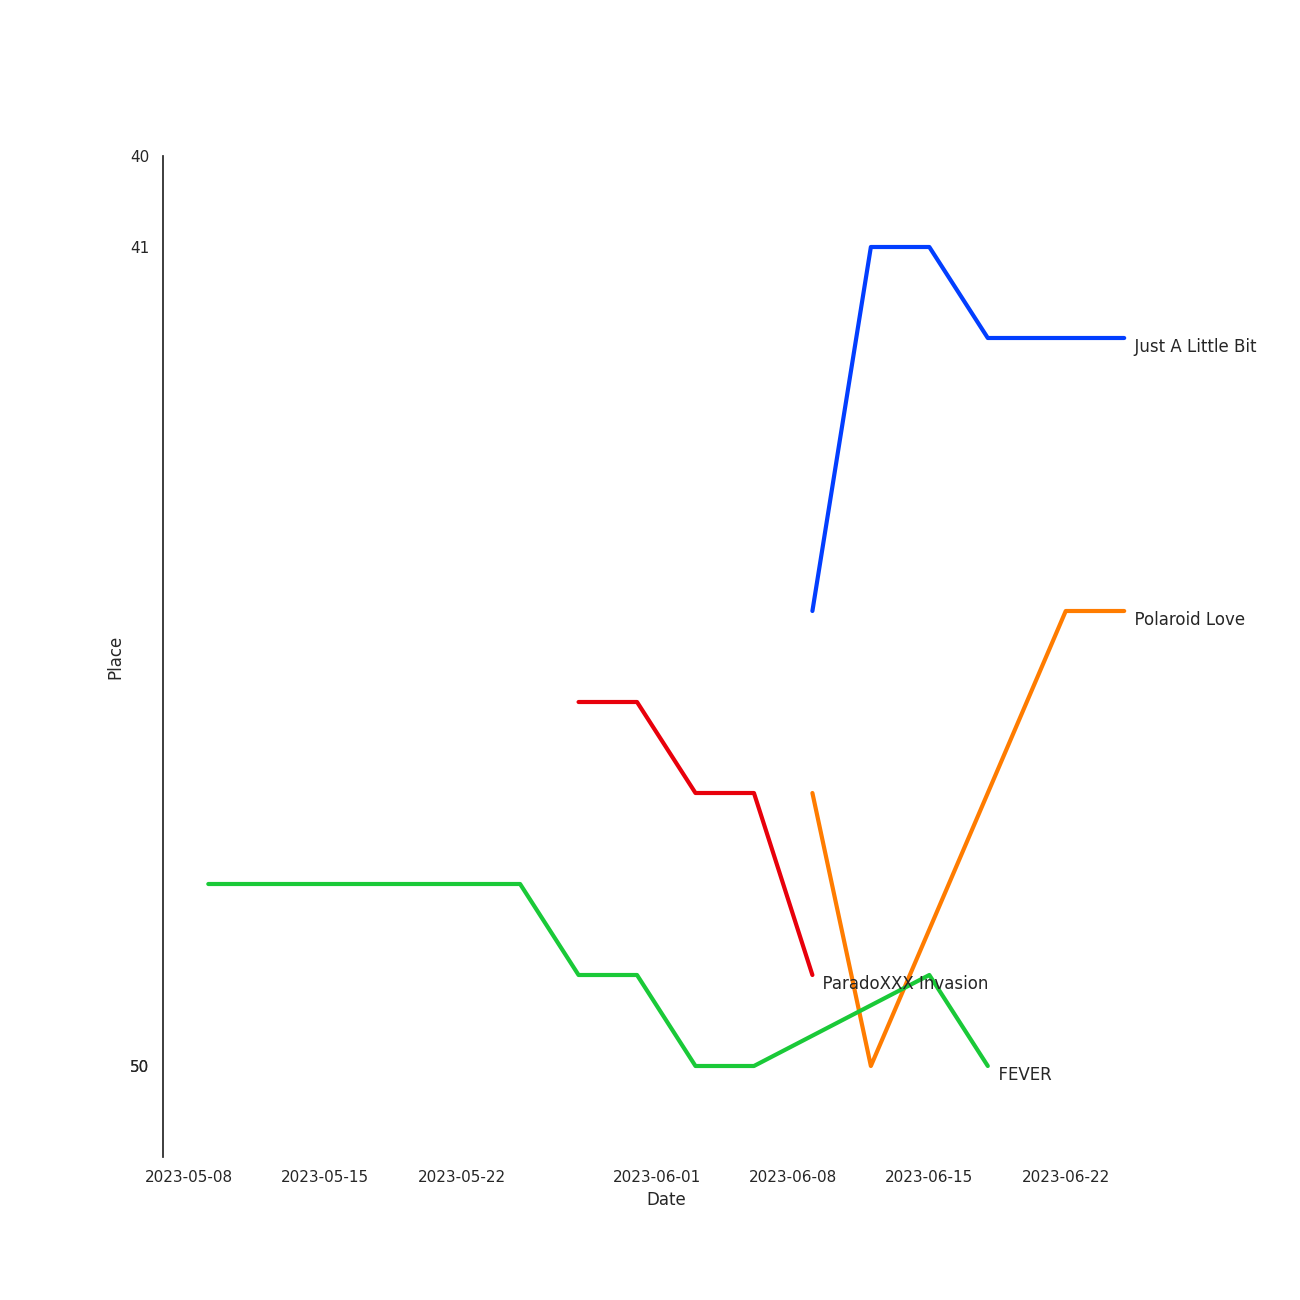 40
41
Just A Little Bit
Polaroid Love
Place
ParadoXXX Invasion
50
FEVER
2023-05-08
2023-05-15
2023-05-22
2023-06-01
2023-06-08
2023-06-15
2023-06-22
Date